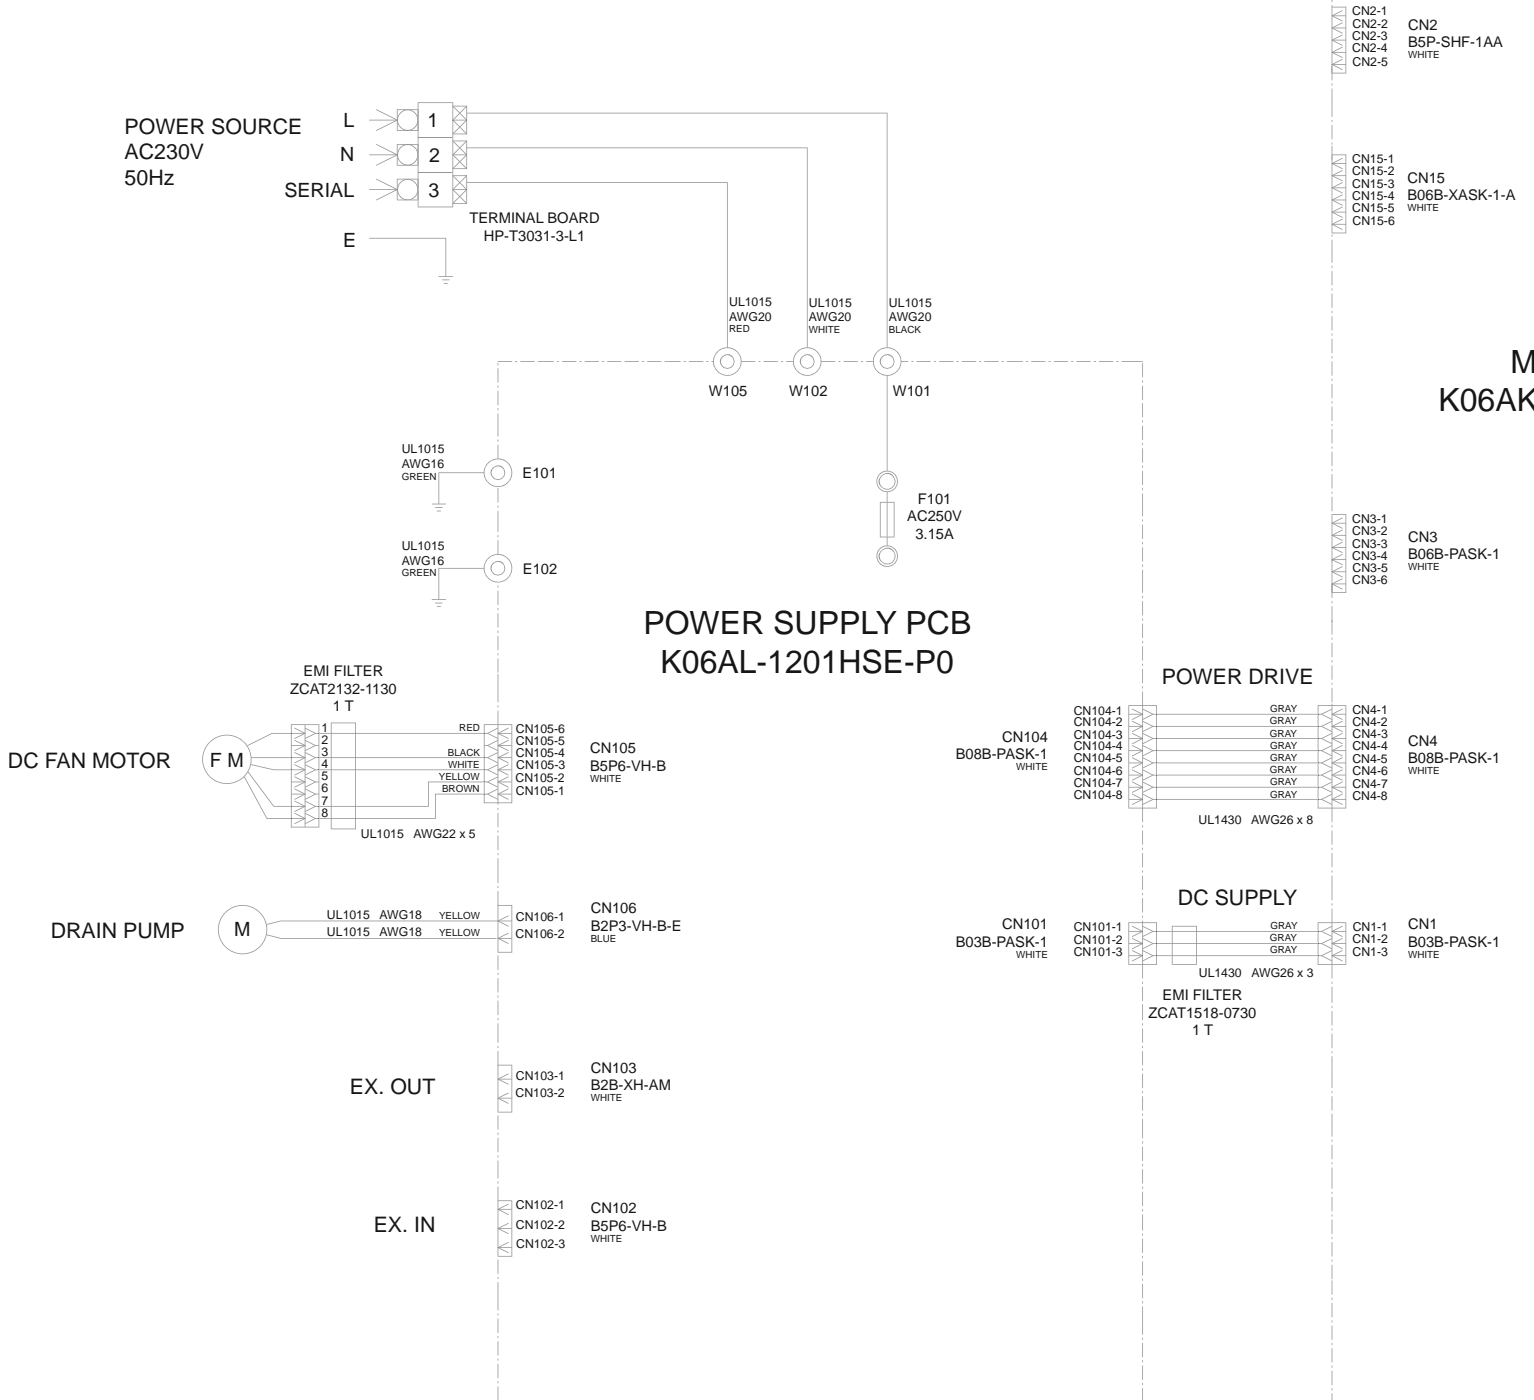 CN2-1
CN2-2
CN2-3
CN2-4
CN2-5
CN2
B5P-SHF-1AA
WHITE
POWER SOURCE
AC230V
50Hz
L
N
SERIAL
E
1
2
3
TERMINAL BOARD
HP-T3031-3-L1
CN15-1
CN15-2
CN15-3
CN15-4
CN15-5
CN15-6
CN15
B06B-XASK-1-A
WHITE
UL1015
AWG20
RED
UL1015
AWG20
WHITE
UL1015
AWG20
BLACK
W105
W102
W101
M
K06AK
UL1015
AWG16
GREEN
E101
UL1015
AWG16
GREEN
E102
F101
AC250V
3.15A
CN3-1
CN3-2
CN3-3
CN3-4
CN3-5
CN3-6
CN3
B06B-PASK-1
WHITE
POWER SUPPLY PCB
K06AL-1201HSE-P0
EMI FILTER
ZCAT2132-1130
1 T
DC FAN MOTOR
F M
1
2
3
4
5
6
7
8
RED
BLACK
WHITE
YELLOW
BROWN
CN105-6
CN105-5
CN105-4
CN105-3
CN105-2
CN105-1
CN105
B5P6-VH-B
WHITE
UL1015 AWG22 x 5
POWER DRIVE
CN104
B08B-PASK-1
WHITE
CN104-1
CN104-2
CN104-3
CN104-4
CN104-5
CN104-6
CN104-7
CN104-8
GRAY
GRAY
GRAY
GRAY
GRAY
GRAY
GRAY
GRAY
CN4-1
CN4-2
CN4-3
CN4-4
CN4-5
CN4-6
CN4-7
CN4-8
CN4
B08B-PASK-1
WHITE
UL1430 AWG26 x 8
DRAIN PUMP
M
UL1015 AWG18 YELLOW
UL1015 AWG18 YELLOW
CN106-1
CN106-2
CN106
B2P3-VH-B-E
BLUE
DC SUPPLY
CN101
B03B-PASK-1
WHITE
CN101-1
CN101-2
CN101-3
GRAY
GRAY
GRAY
CN1-1
CN1-2
CN1-3
CN1
B03B-PASK-1
WHITE
UL1430 AWG26 x 3
EMI FILTER
ZCAT1518-0730
1 T
EX. OUT
CN103-1
CN103-2
CN103
B2B-XH-AM
WHITE
EX. IN
CN102-1
CN102-2
CN102-3
CN102
B5P6-VH-B
WHITE